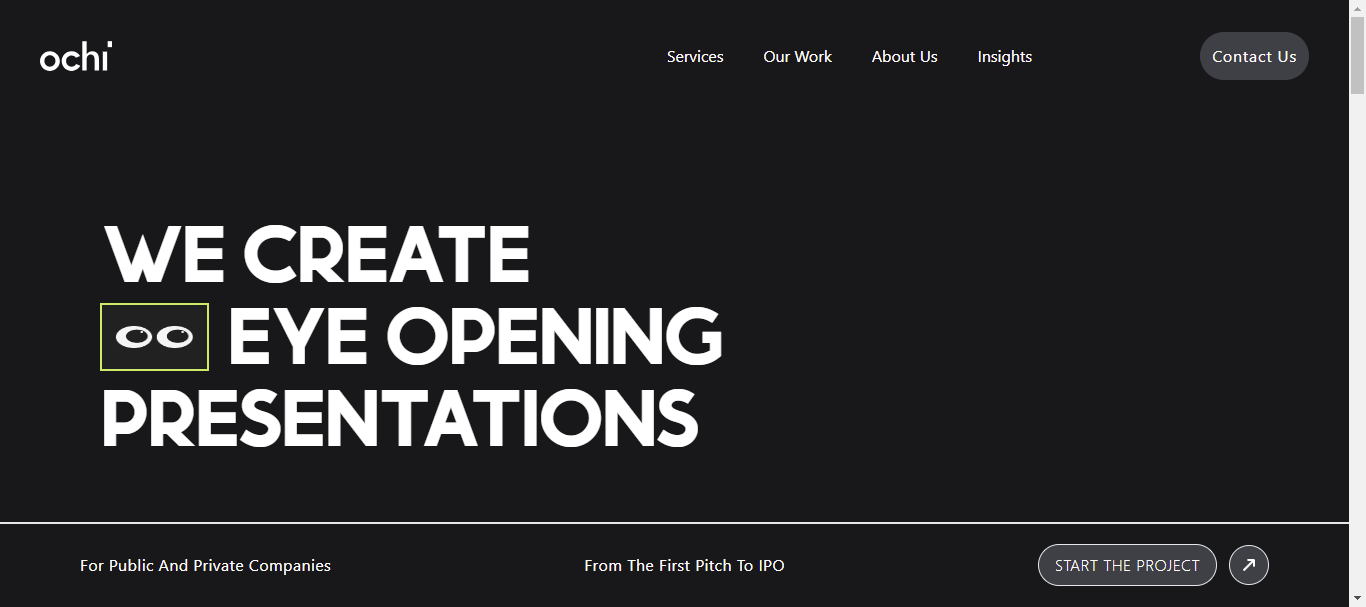 ochi
Services Our Work About Us Insights Contact Us
WE CREATE
EYE OPENING
PRESENTATIONS
For Public And Private Companies From The First Pitch To IPO START THE PROJECT